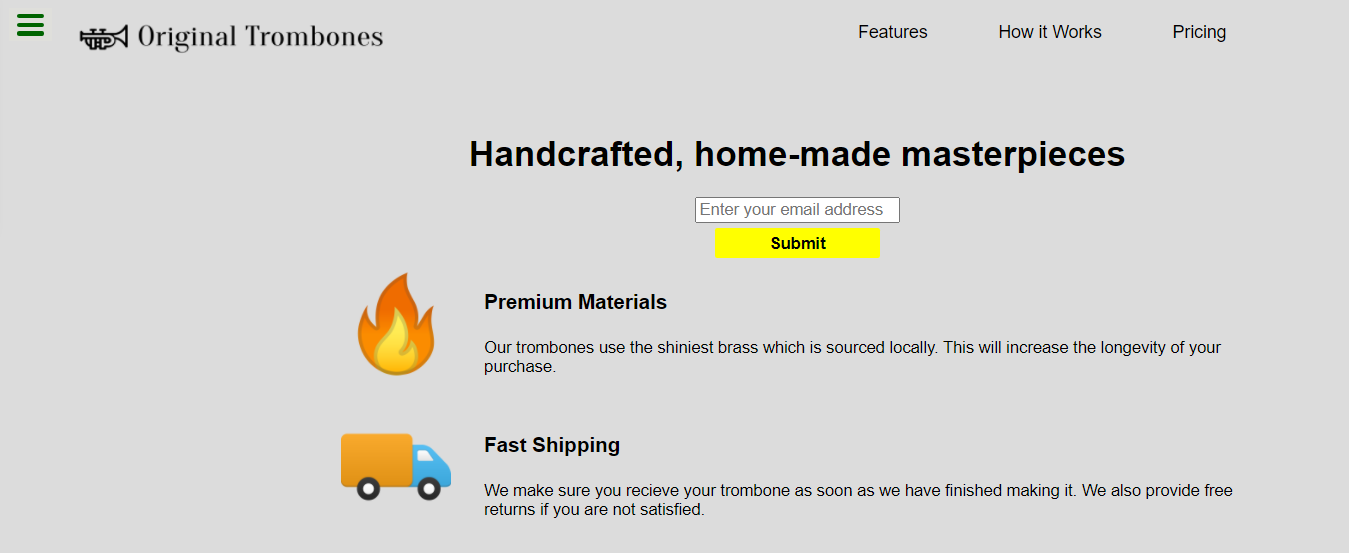 Original Trombones
Features
How it Works
Pricing
Handcrafted, home-made masterpieces
Enter your email address
Submit
Premium Materials
Our trombones use the shiniest brass which is sourced locally. This will increase the longevity of your
purchase.
Fast Shipping
We make sure you recieve your trombone as soon as we have finished making it. We also provide free
returns if you are not satisfied.